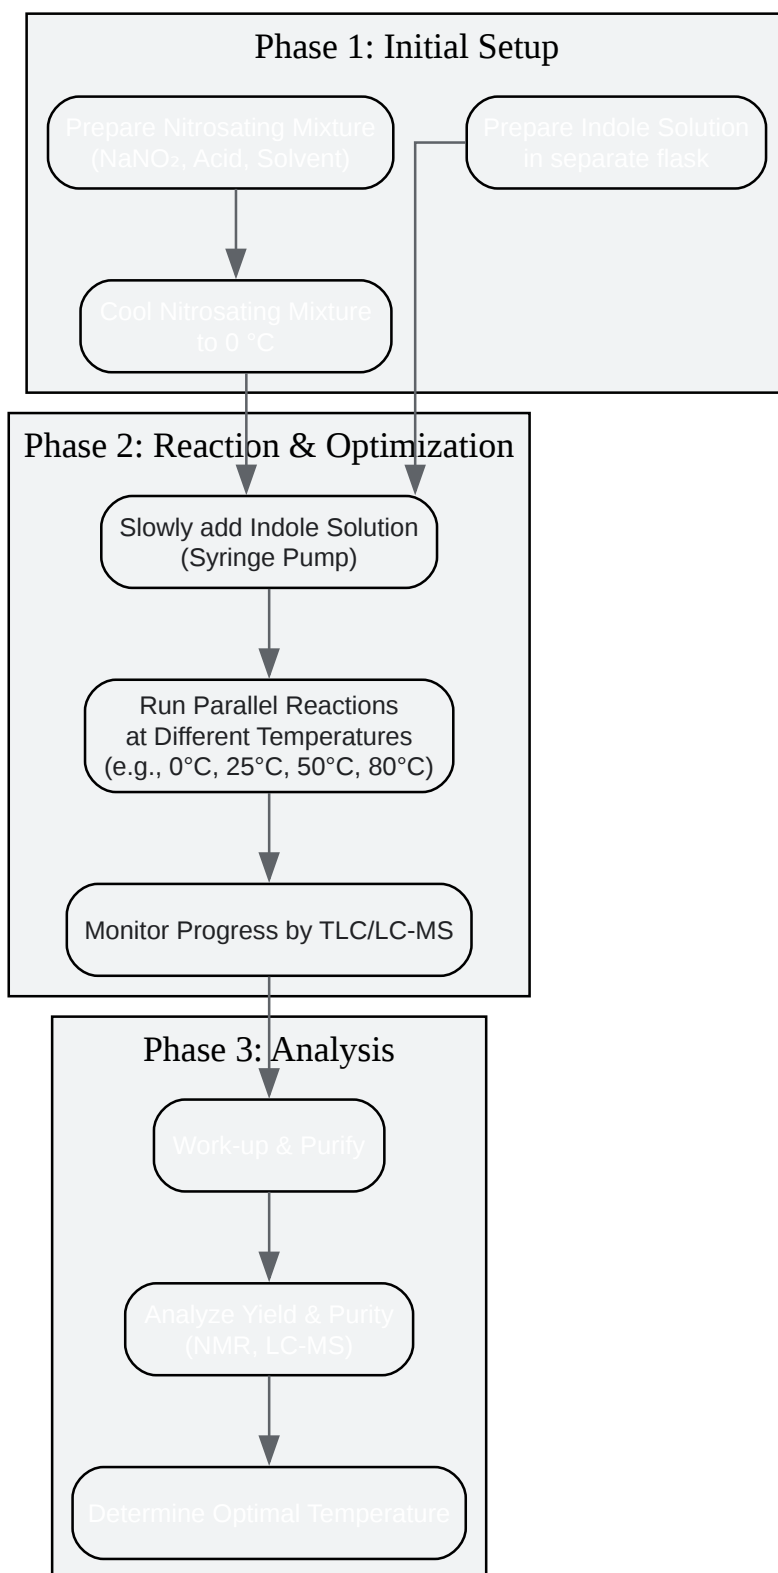 Phase 1: Initial Setup
Prepare Nitrosating Mixture
(NaNO₂, Acid, Solvent)
Prepare Indole Solution
in separate flask
Cool Nitrosating Mixture
to 0 °C
Phase 2: Reaction & Optimization
Slowly add Indole Solution
(Syringe Pump)
Run Parallel Reactions
at Different Temperatures
(e.g., 0°C, 25°C, 50°C, 80°C)
Monitor Progress by TLC/LC-MS
Phase 3: Analysis
Work-up & Purify
Analyze Yield & Purity
(NMR, LC-MS)
Determine Optimal Temperature